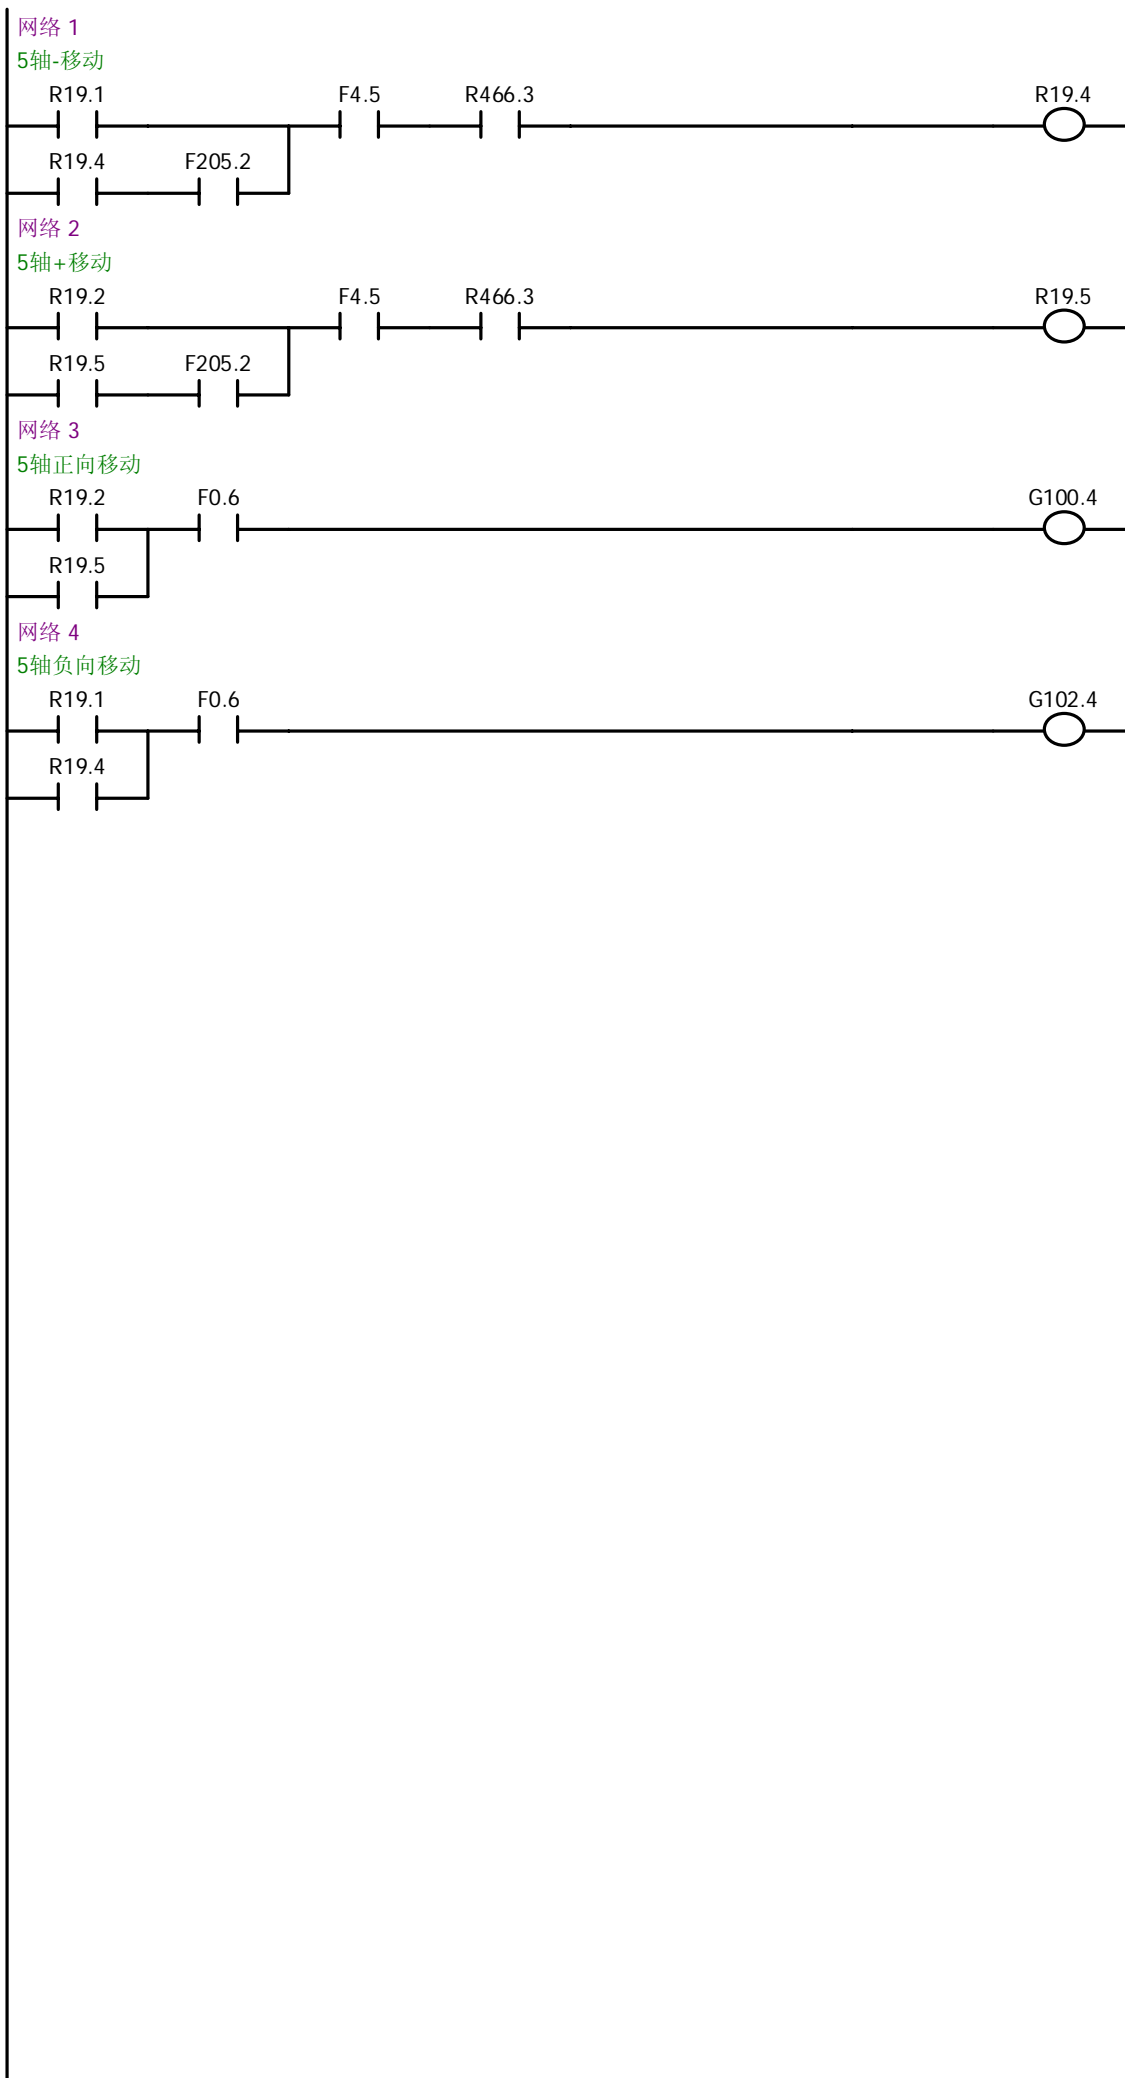 网络 1
5轴-移动
R19.1 F4.5 R466.3 R19.4
R19.4 F205.2
网络 2
5轴+移动
R19.2 F4.5 R466.3 R19.5
R19.5 F205.2
网络 3
5轴正向移动
R19.2 F0.6 G100.4
R19.5
网络 4
5轴负向移动
R19.1 F0.6 G102.4
R19.4